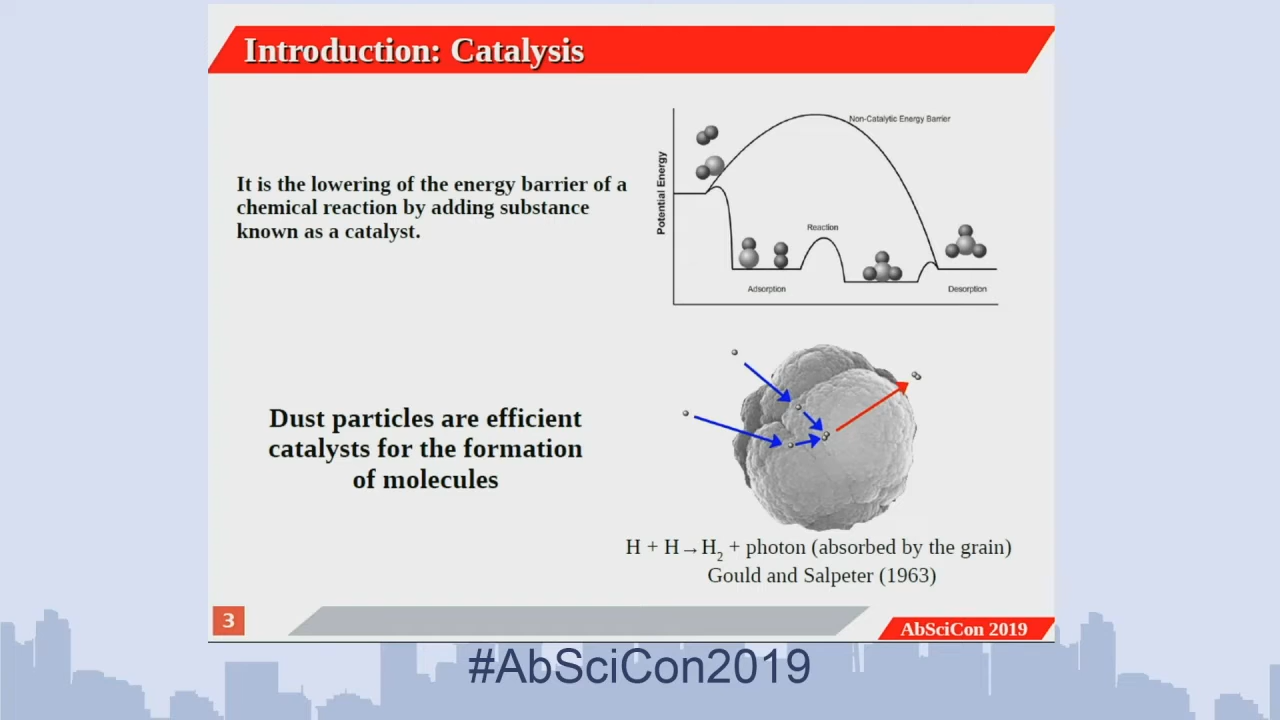 Introduction: Catalysis
It is the lowering of the energy barrier of a
chemical reaction by adding substance
known as a catalyst.
Potential Energy
Non-Catalytic Energy Barrier
Reaction
Adsorption
Desorption
Dust particles are efficient
catalysts for the formation
of molecules
H + H→H₂ + photon (absorbed by the grain)
Gould and Salpeter (1963)
3
AbSciCon 2019
#AbSciCon2019